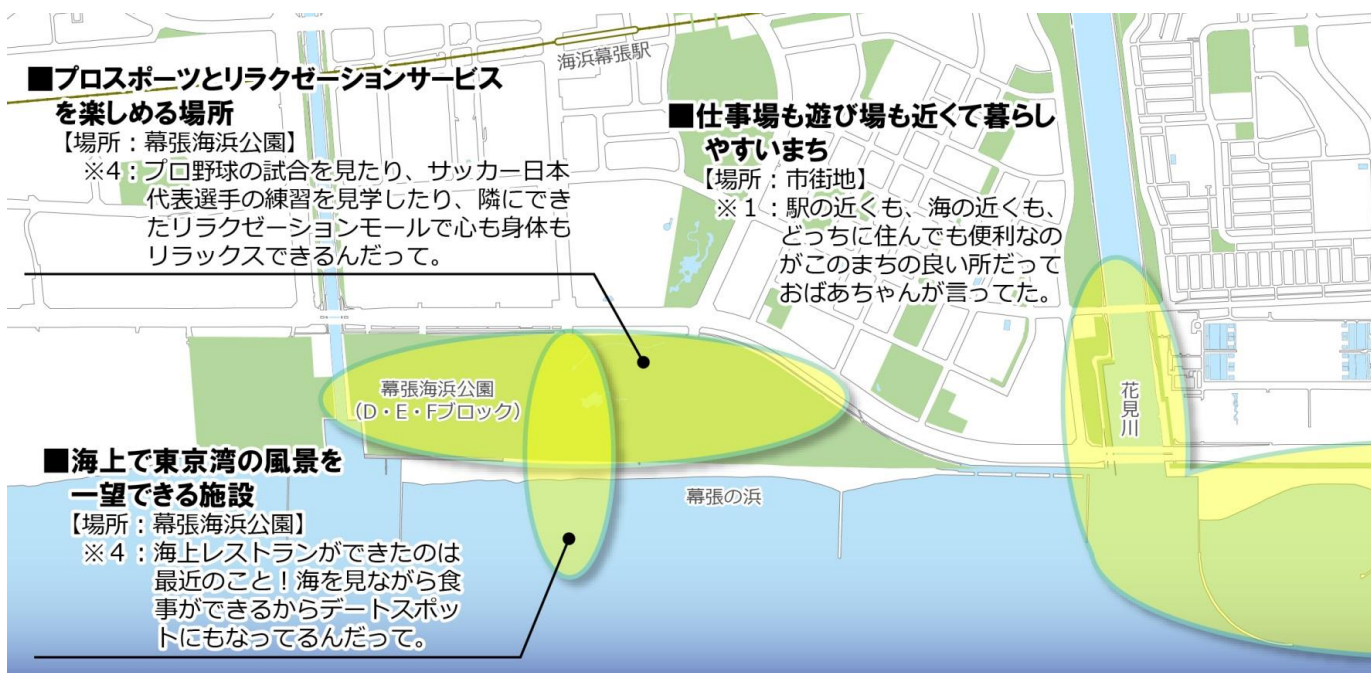 海浜幕張駅
■プロスポーツとリラクゼーションサービス
を楽しめる場所
【場所：幕張海浜公園】
※4：プロ野球の試合を見たり、サッカー日本
代表選手の練習を見学したり、隣にでき
たリラクゼーションモールで心も身体も
リラックスできるんだって。
■仕事場も遊び場も近くて暮らし
やすいまち
【場所：市街地】
※１：駅の近くも、海の近くも、
どっちに住んでも便利なの
がこのまちの良い所だって
おばあちゃんが言ってた。
幕張海浜公園
（D・E・Fブロック）
花見川
■海上で東京湾の風景を
一望できる施設
【場所：幕張海浜公園】
※４：海上レストランができたのは
最近のこと！海を見ながら食
事ができるからデートスポッ
トにもなってるんだって。
幕張の浜